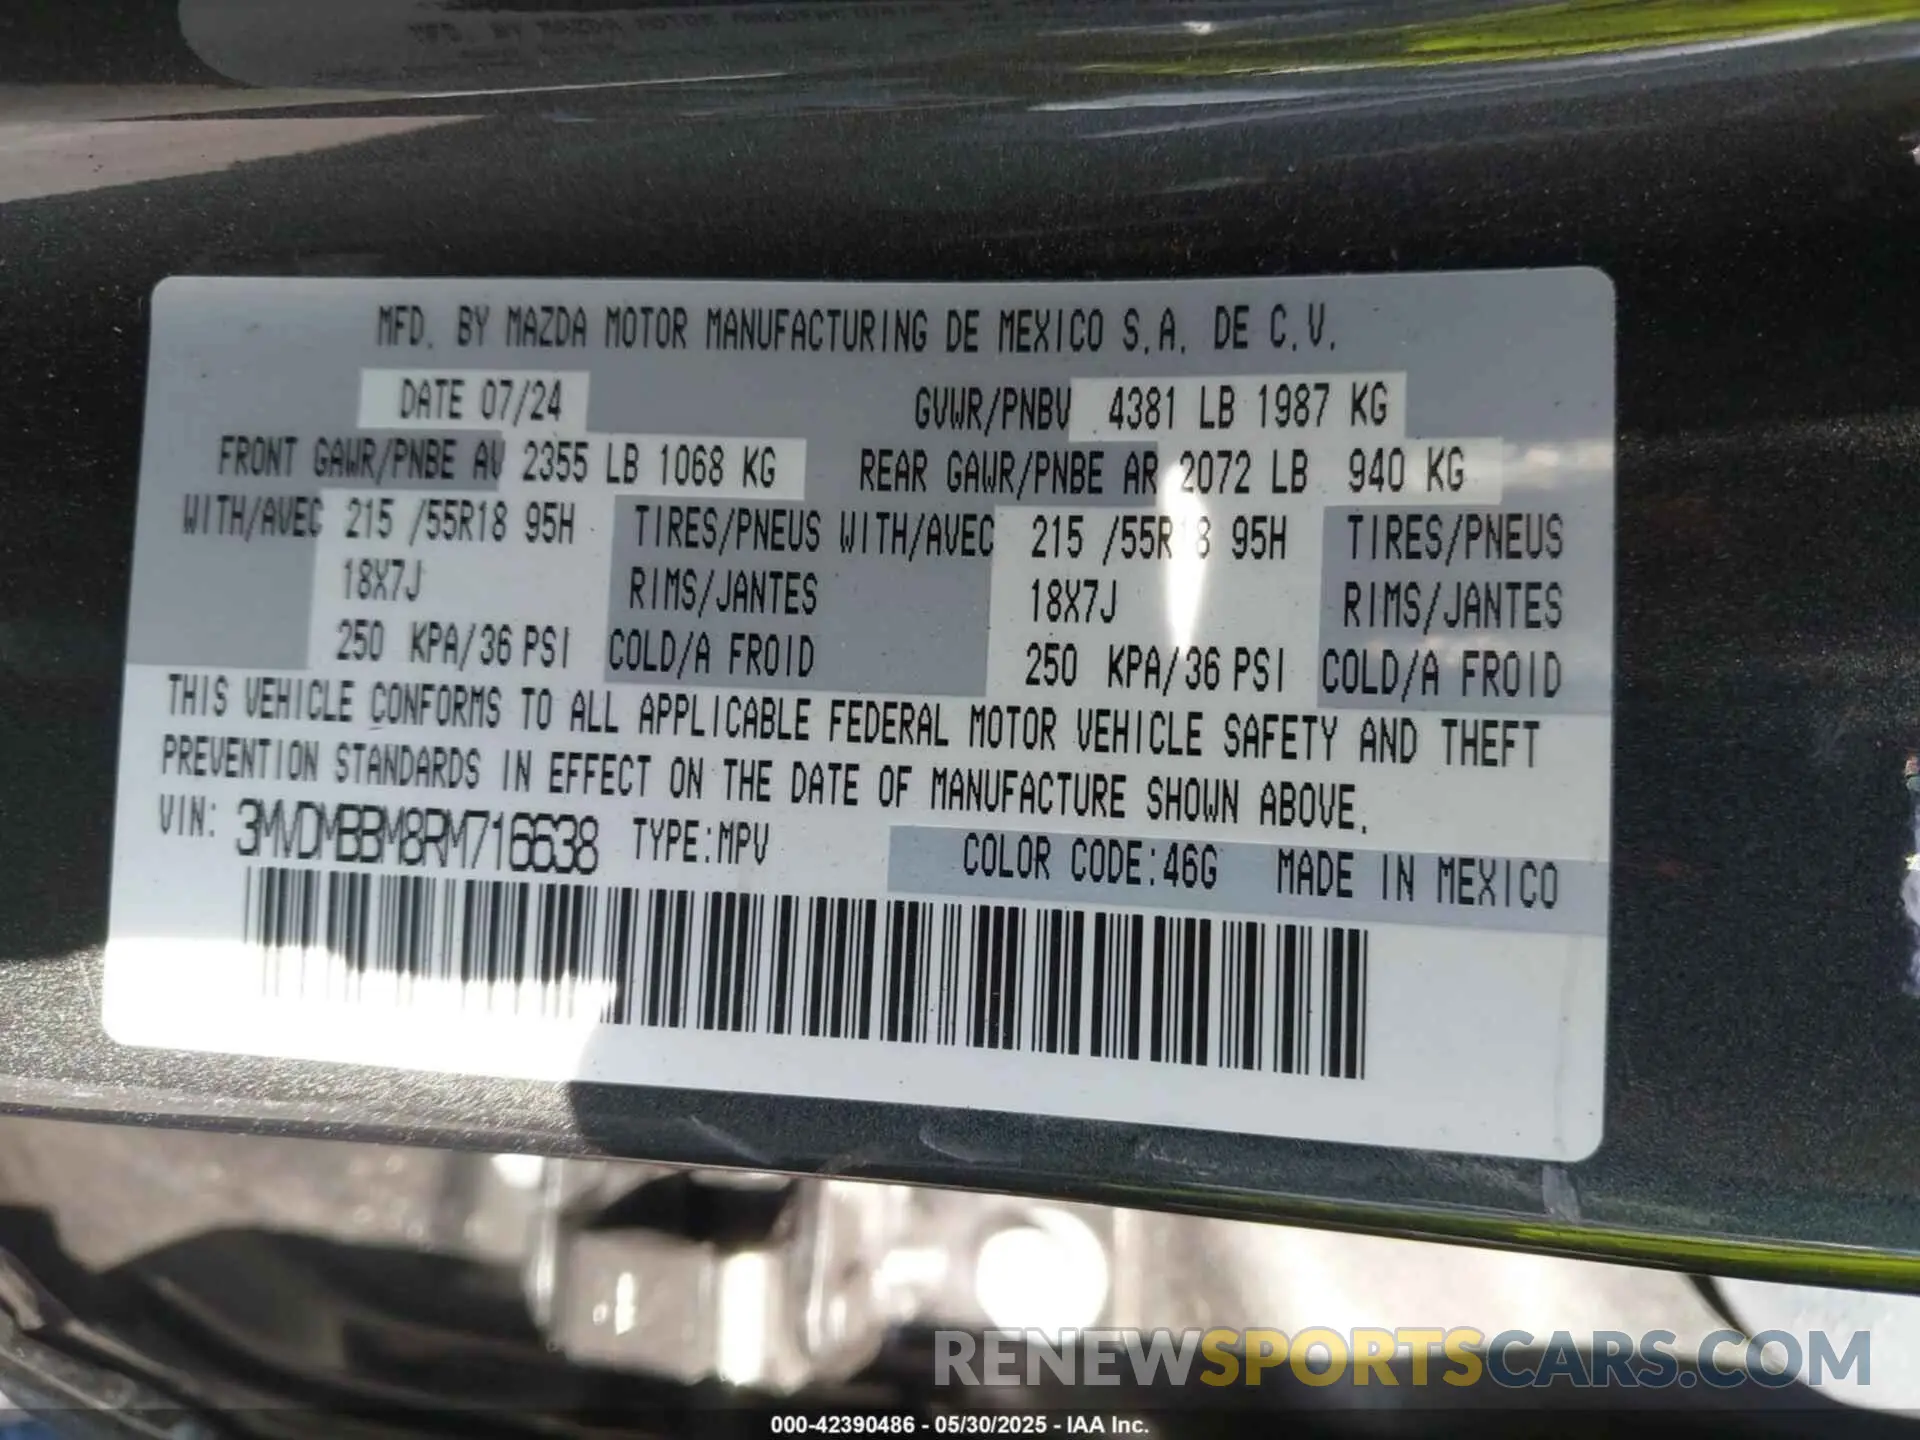 MFD. BY MAZDA MOTOR MANUFACTURING DE MEXICO S.A. DE C.V.
DATE 07/24 GVWR/PNBV 4381 LB 1987 KG
FRONT GAWR/PNBE AV 2355 LB 1068 KG REAR GAWR/PNBE AR 2072 LB 940 KG
WITH/AVEC 215 /55R18 95H TIRES/PNEUS WITH/AVEC 215 /55R18 95H TIRES/PNEUS
18X7J RIMS/JANTES 18X7J RIMS/JANTES
250 KPA/36 PSI COLD/A FROID 250 KPA/36 PSI COLD/A FROID
THIS VEHICLE CONFORMS TO ALL APPLICABLE FEDERAL MOTOR VEHICLE SAFETY AND THEFT
PREVENTION STANDARDS IN EFFECT ON THE DATE OF MANUFACTURE SHOWN ABOVE.
VIN: 3MVDMBBM8RM716638 TYPE:MPV COLOR CODE:46G MADE IN MEXICO
RENEWSPORTSCARS.COM
000-42390486 - 05/30/2025 - IAA Inc.